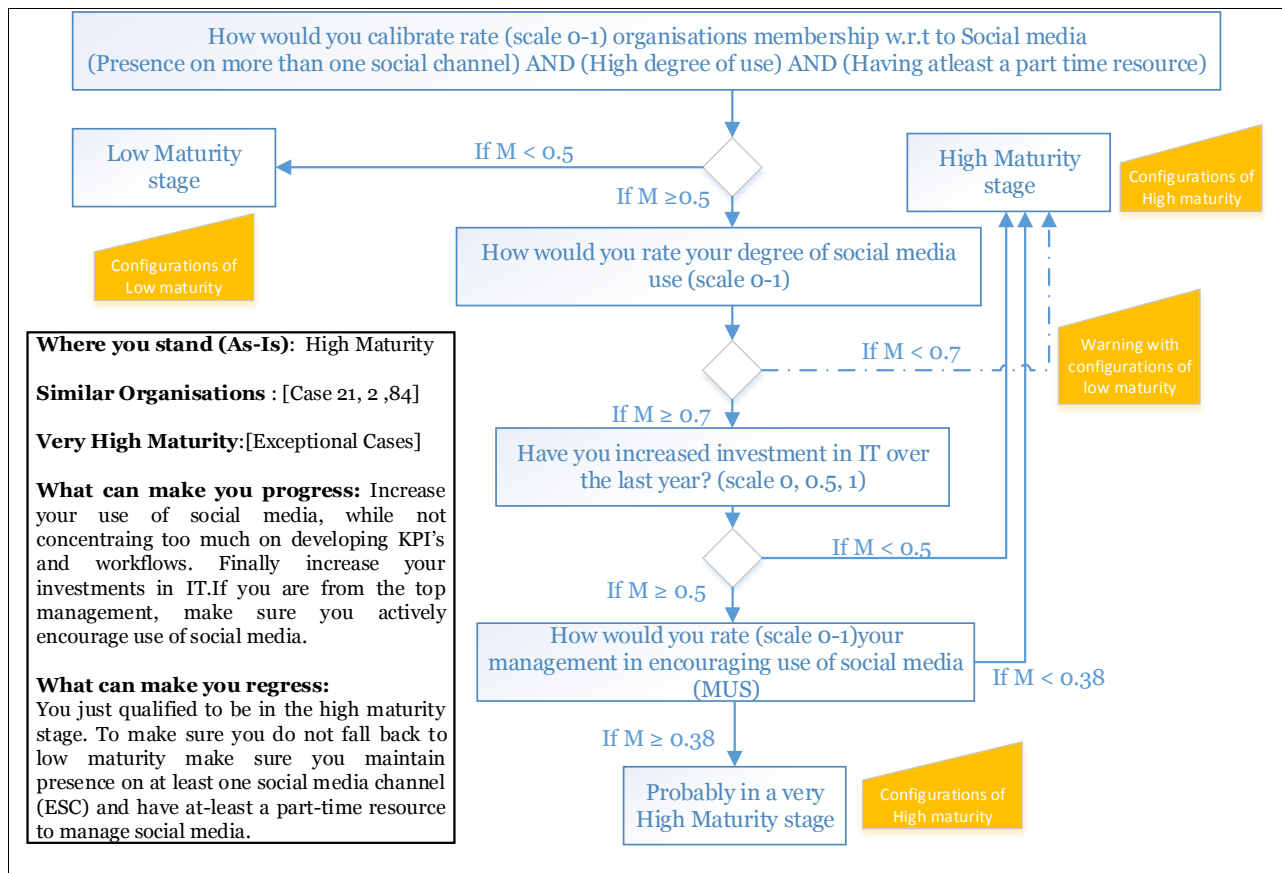 How would you calibrate rate (scale 0-1) organisations membership w.r.t to Social media
(Presence on more than one social channel) AND (High degree of use) AND (Having atleast a part time resource)
Low Maturity
stage
If M < 0.5
High Maturity
stage
Configurations of
High maturity
If M ≥0.5
Configurations of
Low maturity
How would you rate your degree of social media
use (scale 0-1)
If M < 0.7
Warning with
configurations of
low maturity
If M ≥ 0.7
Have you increased investment in IT over
the last year? (scale 0, 0.5, 1)
If M < 0.5
If M ≥ 0.5
How would you rate (scale 0-1)your
management in encouraging use of social media
(MUS)
If M < 0.38
If M ≥ 0.38
Probably in a very
High Maturity stage
Configurations of
High maturity
Where you stand (As-Is): High Maturity
Similar Organisations : [Case 21, 2 ,84]
Very High Maturity:[Exceptional Cases]
What can make you progress: Increase
your use of social media, while not
concentraing too much on developing KPI's
and workflows. Finally increase your
investments in IT.If you are from the top
management, make sure you actively
encourage use of social media.
What can make you regress:
You just qualified to be in the high maturity
stage. To make sure you do not fall back to
low maturity make sure you maintain
presence on at least one social media channel
(ESC) and have at-least a part-time resource
to manage social media.